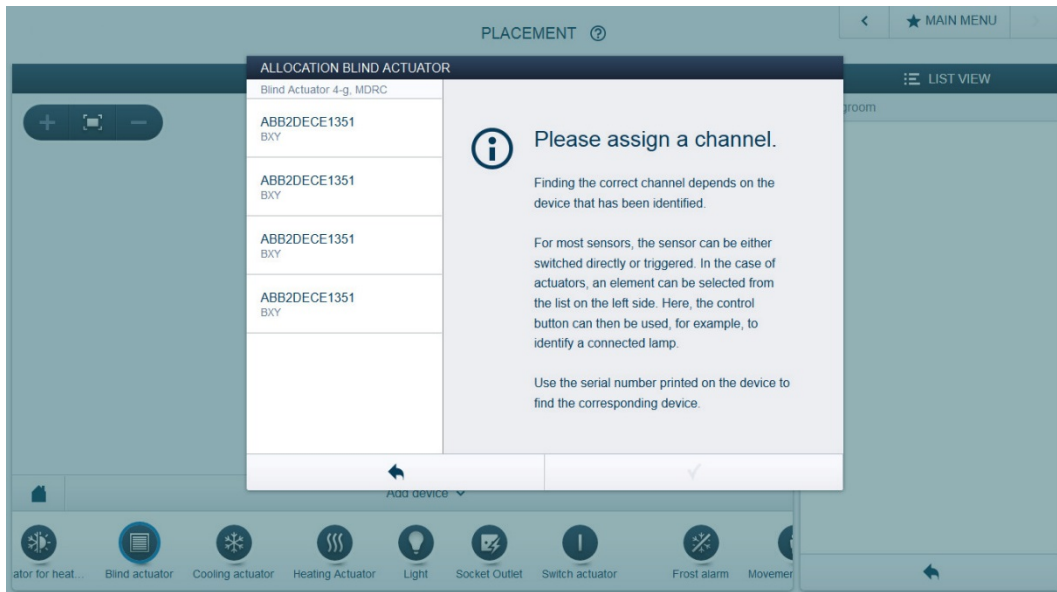 PLACEMENT ?
MAIN MENU
LIST VIEW
groom
ALLOCATION BLIND ACTUATOR
Blind Actuator 4-g, MDRC
ABB2DECE1351
BXY
ABB2DECE1351
BXY
ABB2DECE1351
BXY
ABB2DECE1351
BXY
Please assign a channel.
Finding the correct channel depends on the
device that has been identified.
For most sensors, the sensor can be either
switched directly or triggered. In the case of
actuators, an element can be selected from
the list on the left side. Here, the control
button can then be used, for example, to
identify a connected lamp.
Use the serial number printed on the device to
find the corresponding device.
Add device
ator for heat...
Blind actuator
Cooling actuator
Heating Actuator
Light
Socket Outlet
Switch actuator
Frost alarm
Movemer